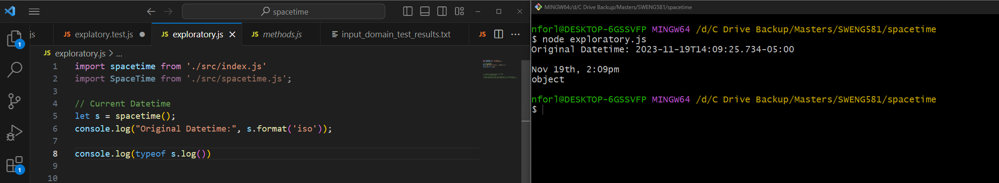 spacetime
js
JS explatory.test.js
JS exploratory.js
JS methods.js
input_domain_test_results.txt
JS
JS exploratory.js > ...
1 import spacetime from './src/index.js'
2 import SpaceTime from './src/spacetime.js';
3
4 // Current Datetime
5 let s = spacetime();
6 console.log("Original Datetime:", s.format('iso'));
7
8 console.log(typeof s.log())
9
10
1
1
MINGW64:/d/C Drive Backup/Masters/SWENG581/spacetime
nforl@DESKTOP-6GSSVFP MINGW64 /d/C Drive Backup/Masters/SWENG581/spacetime
$ node exploratory.js
Original Datetime: 2023-11-19T14:09:25.734-05:00
Nov 19th, 2:09pm
object
nforl@DESKTOP-6GSSVFP MINGW64 /d/C Drive Backup/Masters/SWENG581/spacetime
$